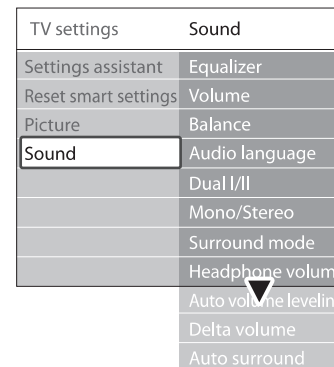 TV settings
Sound
Settings assistant
Reset smart settings
Picture
Sound
Equalizer
Volume
Balance
Audio language
Dual I/II
Mono/Stereo
Surround mode
Headphone volum
Auto volume levelin
Delta volume
Auto surround